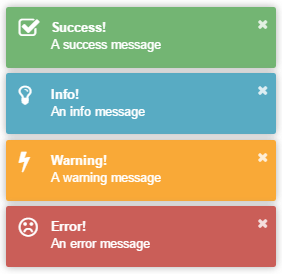 Success!
A success message
Info!
An info message
Warning!
A warning message
Error!
An error message